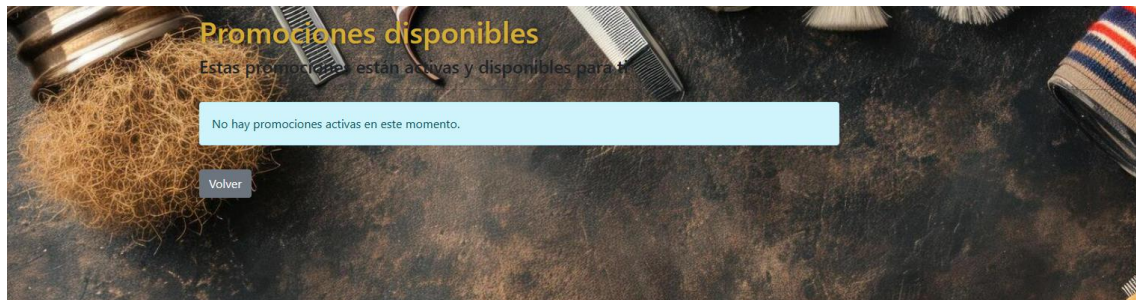 Promociones disponibles
Estas promociones están activas y disponibles para ti
No hay promociones activas en este momento.
Volver